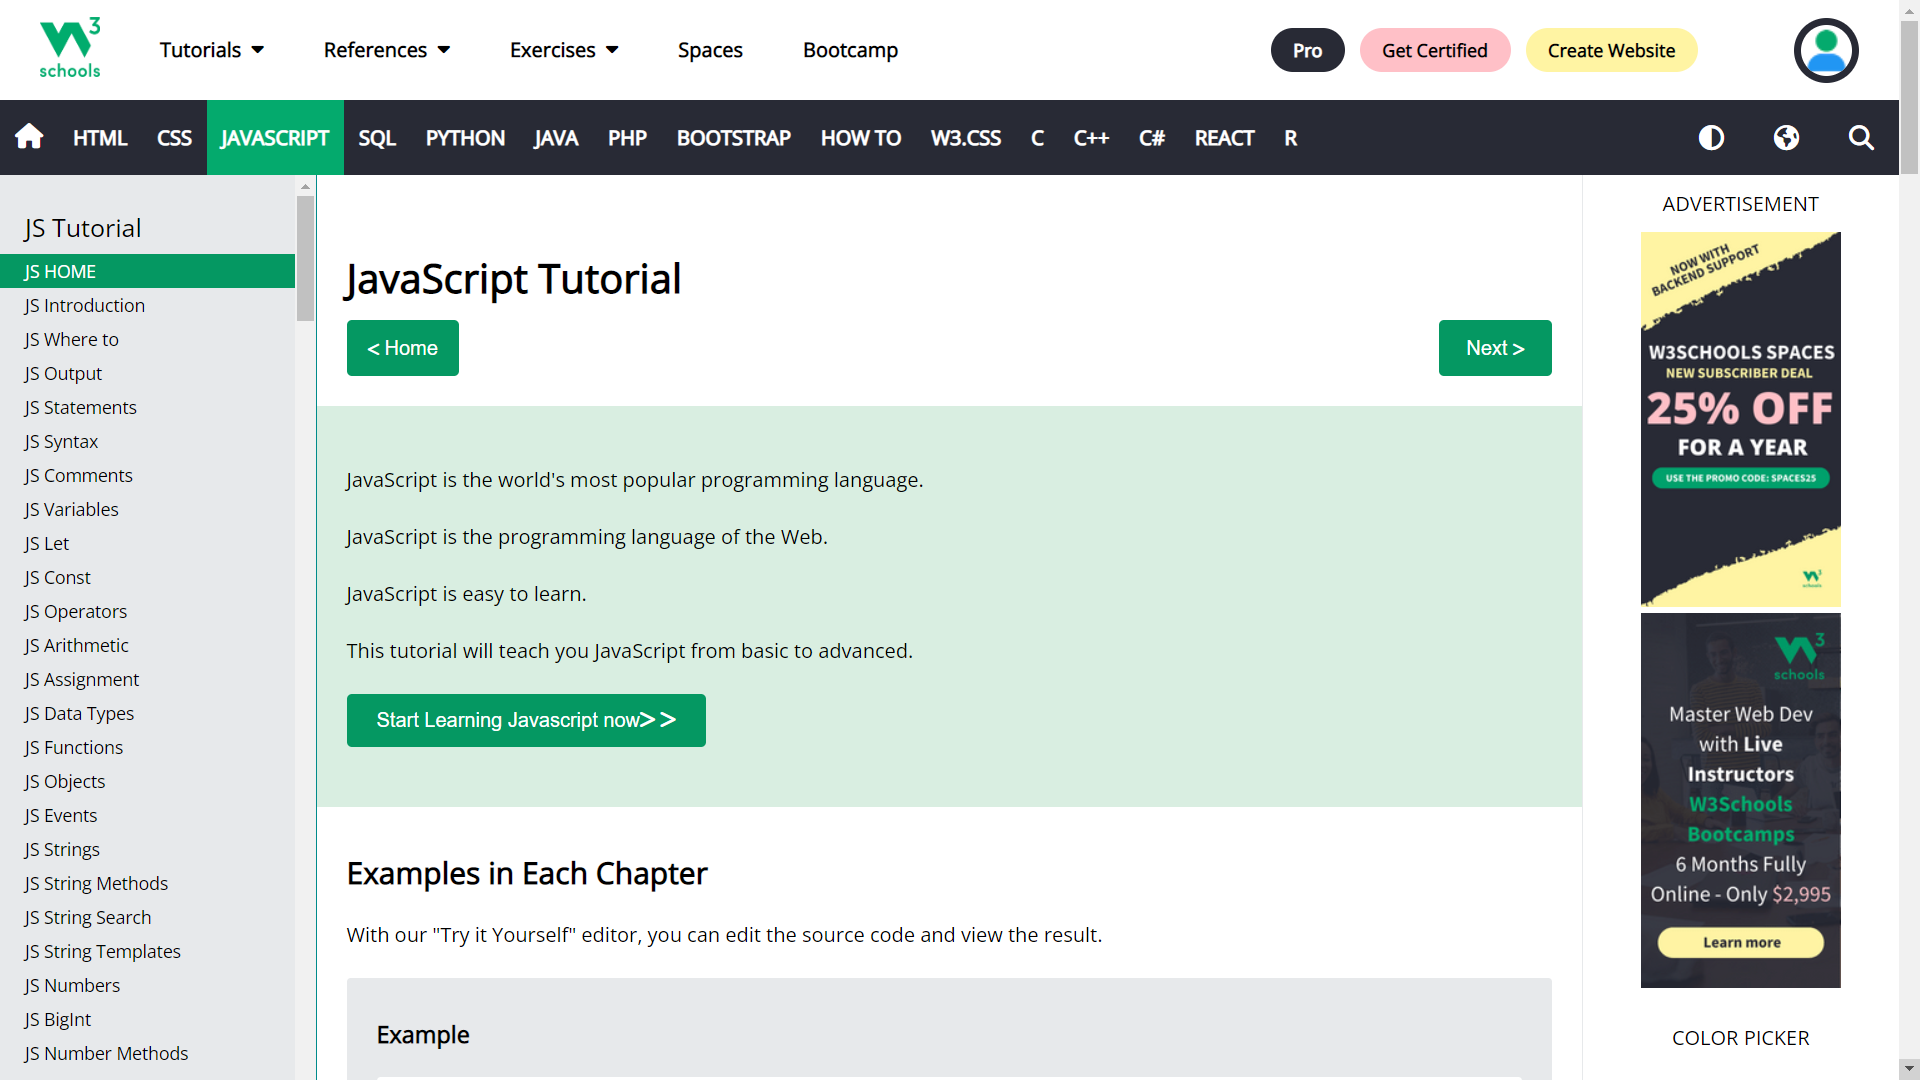 3
schools
Tutorials
References
Exercises
Spaces
Bootcamp
Pro
Get Certified
Create Website
HTML
CSS
JAVASCRIPT
SQL
PYTHON
JAVA
PHP
BOOTSTRAP
HOW TO
W3.CSS
C
C++
C#
REACT
R
JS Tutorial
JS HOME
JS Introduction
JS Where to
JS Output
JS Statements
JS Syntax
JS Comments
JS Variables
JS Let
JS Const
JS Operators
JS Arithmetic
JS Assignment
JS Data Types
JS Functions
JS Objects
JS Events
JS Strings
JS String Methods
JS String Search
JS String Templates
JS Numbers
JS BigInt
JS Number Methods
JavaScript Tutorial
< Home
Next >
JavaScript is the world's most popular programming language.
JavaScript is the programming language of the Web.
JavaScript is easy to learn.
This tutorial will teach you JavaScript from basic to advanced.
Start Learning Javascript now> >
Examples in Each Chapter
With our "Try it Yourself" editor, you can edit the source code and view the result.
Example
ADVERTISEMENT
NOW WITH
BACKEND SUPPORT
W3SCHOOLS SPACES
NEW SUBSCRIBER DEAL
25% OFF
FOR A YEAR
USE THE PROMO CODE: SPACES25
3
schools
3
schools
Master Web Dev
with Live
Instructors
W3Schools
Bootcamps
6 Months Fully
Online - Only $2,995
Learn more
COLOR PICKER